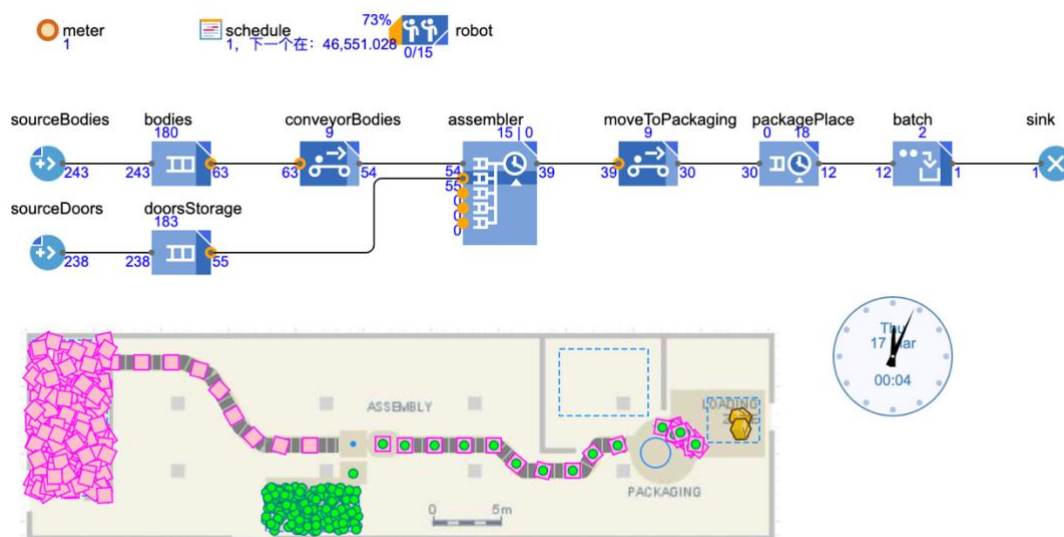 meter
1
schedule
1，下一个在：46,551.028
73%
robot
0/15
sourceBodies
bodies
conveyorBodies
assembler
moveToPackaging
packagePlace
batch
sink
180
9
15 | 0
9
0 18
2
243
243
63
63
54
54
39
39
30
30
12
12
1
1
55
0
0
0
sourceDoors
doorsStorage
183
238
238
55
ASSEMBLY
LOADING
PACKAGING
0 5m
Thu
17 Mar
00:04